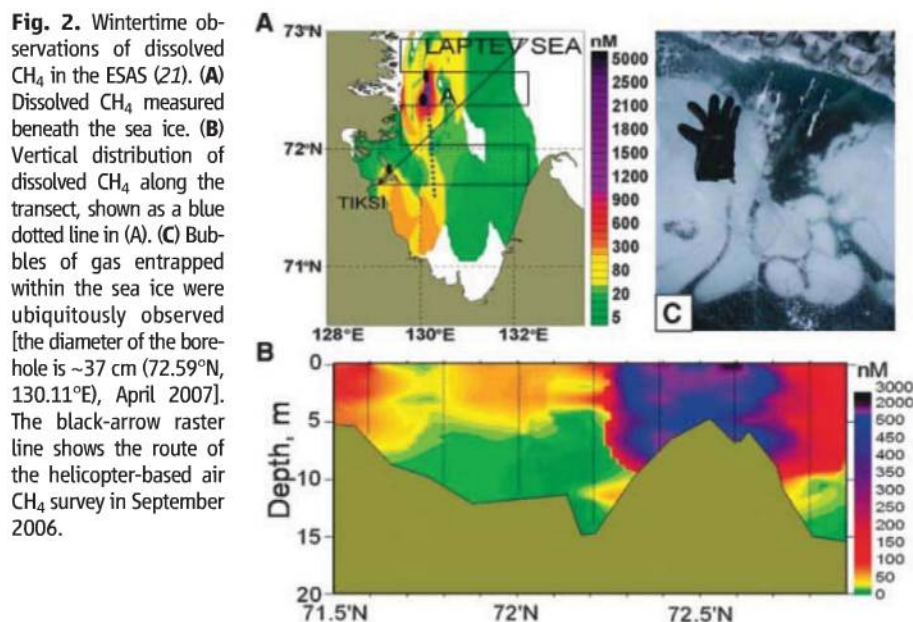 Fig. 2. Wintertime ob-
servations of dissolved
CH₄ in the ESAS (21). (A)
Dissolved CH₄ measured
beneath the sea ice. (B)
Vertical distribution of
dissolved CH₄ along the
transect, shown as a blue
dotted line in (A). (C) Bub-
bles of gas entrapped
within the sea ice were
ubiquitously observed
[the diameter of the bore-
hole is ~37 cm (72.59°N,
130.11°E), April 2007].
The black-arrow raster
line shows the route of
the helicopter-based air
CH₄ survey in September
2006.
A
73°N
72°N
71°N
128°E
130°E
132°E
LAPTEV SEA
A
TIKSI
nM
5000
2500
2100
1800
1500
1200
900
600
300
80
20
5
C
B
0
5
10
15
20
Depth, m
71.5'N
72'N
72.5'N
nM
3000
2000
500
450
400
350
300
250
200
150
100
50
0